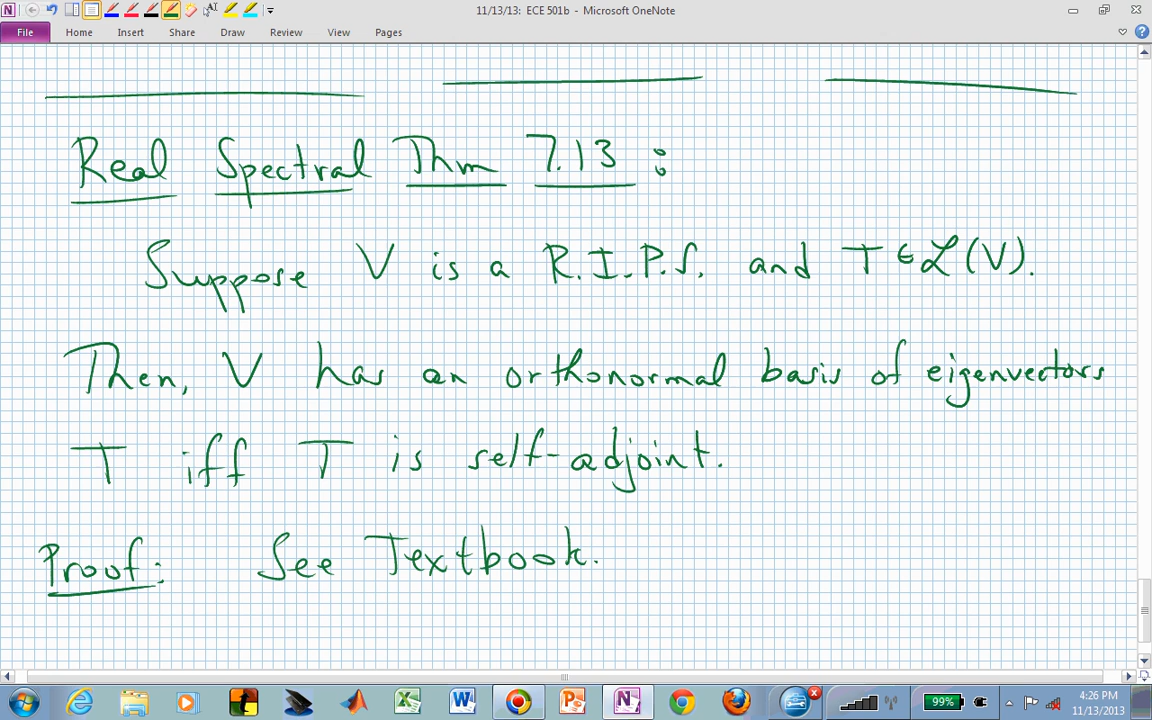 11/13/13: ECE 501b - Microsoft OneNote
File Home Insert Share Draw Review View Pages
Real Spectral Thm 7.13 :
Suppose V is a R.I.P.S. and T ∈ ℒ(V).
Then, V has an orthonormal basis of eigenvectors
T iff T is self-adjoint.
Proof: See Textbook.
99%
4:26 PM
11/13/2013